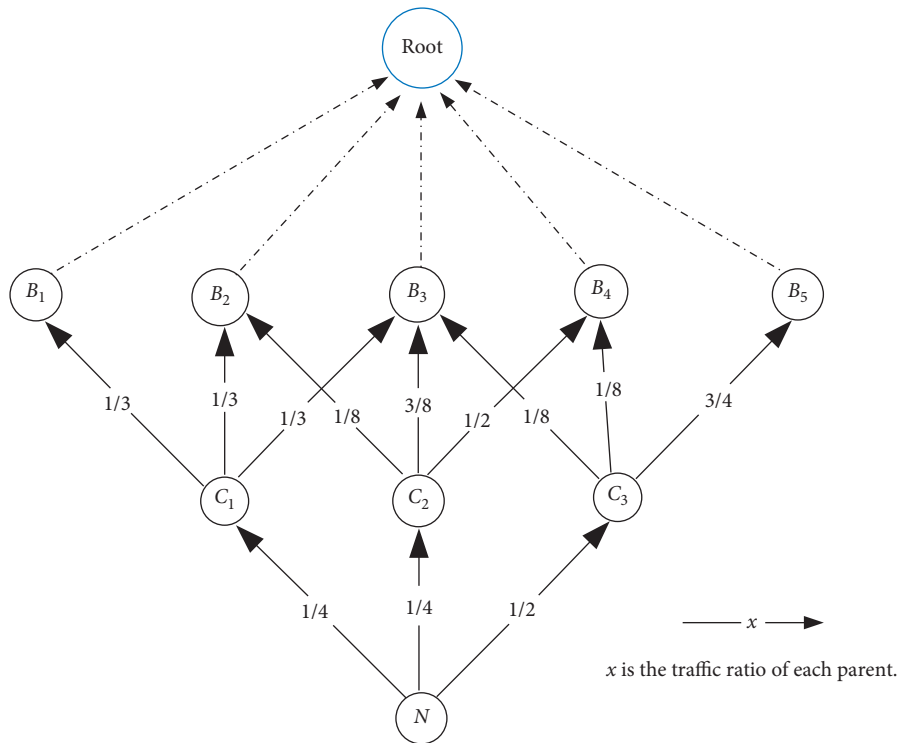 Root
B1 B2 B3 B4 B5
1/3 1/3 1/3 1/8 3/8 1/2 1/8 1/8 3/4
C1 C2 C3
1/4 1/4 1/2
x
x is the traffic ratio of each parent.
N